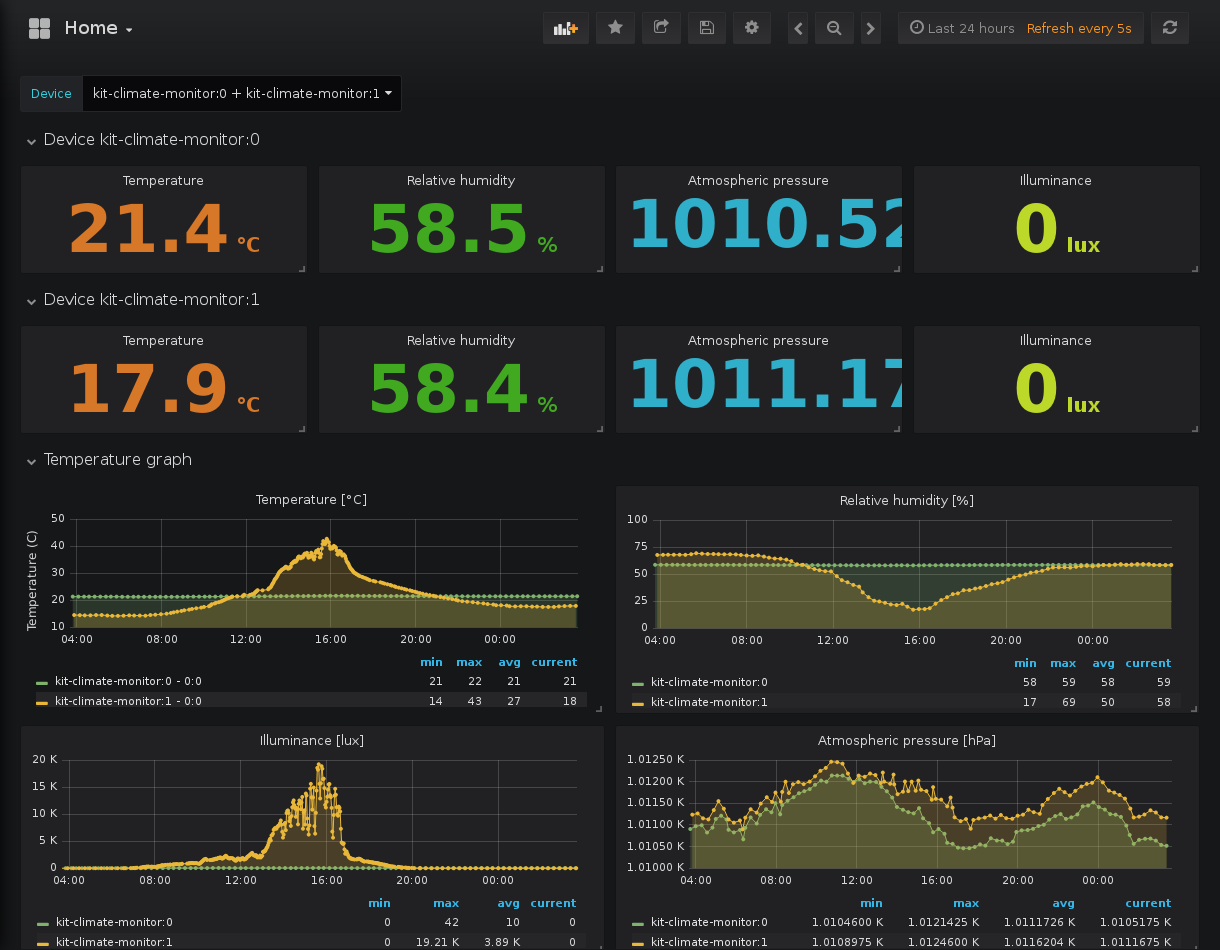 Home
Last 24 hours Refresh every 5s
Device kit-climate-monitor:0 + kit-climate-monitor:1
Device kit-climate-monitor:0
Temperature Relative humidity Atmospheric pressure Illuminance
21.4 °C 58.5 % 1010.52 0 lux
Device kit-climate-monitor:1
Temperature Relative humidity Atmospheric pressure Illuminance
17.9 °C 58.4 % 1011.17 0 lux
Temperature graph
Temperature [°C]
Temperature (C)
50
40
30
20
10
04:00 08:00 12:00 16:00 20:00 00:00
min max avg current
kit-climate-monitor:0 - 0:0 21 22 21 21
kit-climate-monitor:1 - 0:0 14 43 27 18
Relative humidity [%]
100
75
50
25
0
04:00 08:00 12:00 16:00 20:00 00:00
min max avg current
kit-climate-monitor:0 58 59 58 59
kit-climate-monitor:1 17 69 50 58
Illuminance [lux]
20 K
15 K
10 K
5 K
0
04:00 08:00 12:00 16:00 20:00 00:00
min max avg current
kit-climate-monitor:0 0 42 10 0
kit-climate-monitor:1 0 19.21 K 3.89 K 0
Atmospheric pressure [hPa]
1.01250 K
1.01200 K
1.01150 K
1.01100 K
1.01050 K
1.01000 K
04:00 08:00 12:00 16:00 20:00 00:00
min max avg current
kit-climate-monitor:0 1.0104600 K 1.0121425 K 1.0111726 K 1.0105175 K
kit-climate-monitor:1 1.0108975 K 1.0124600 K 1.0116204 K 1.0111675 K